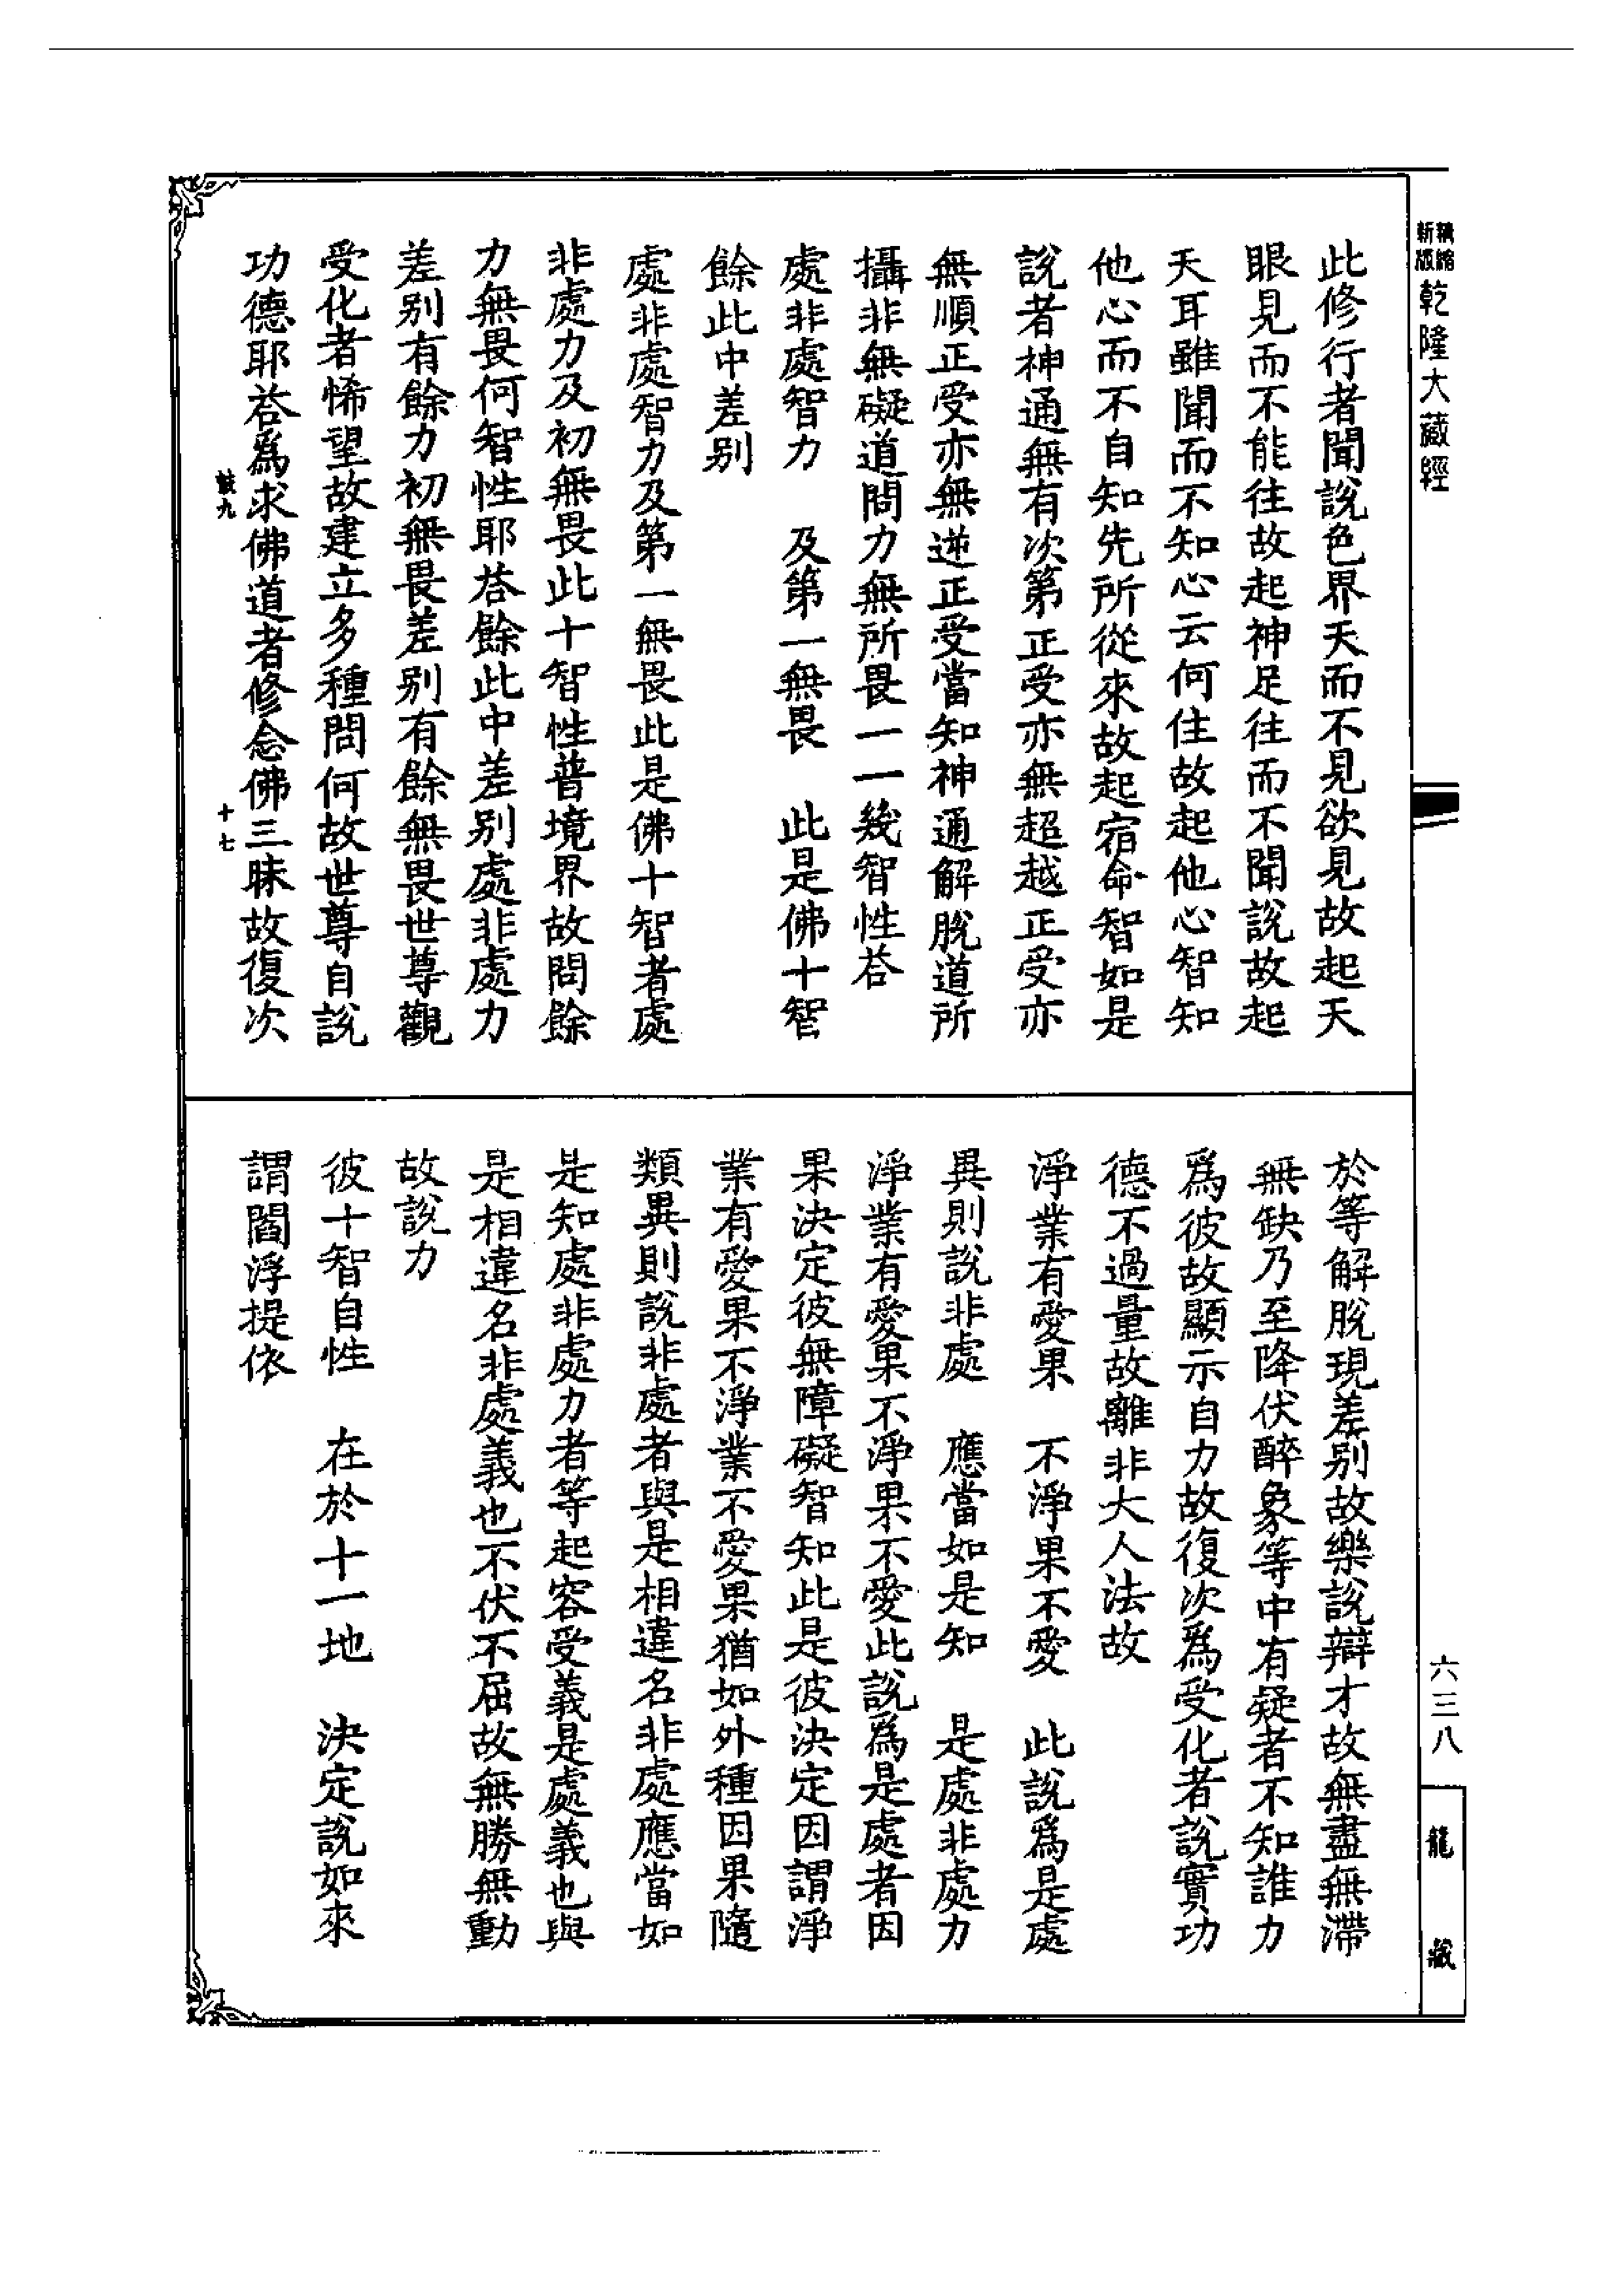 精縮
新版
乾隆大藏經
此修行者聞說色界天而不見欲見故起天
眼見而不能往故起神足往而不聞說故起
天耳雖聞而不知心云何住故起他心智知
他心而不自知先所從來故起宿命智如是
說者神通無有次第正受亦無超越正受亦
無順正受亦無逆正受當知神通解脫道所
攝非無礙道問力無所畏一一幾智性荅
處非處智力　及第一無畏　此是佛十智
餘此中差別
處非處智力及第一無畏此是佛十智者處
非處力及初無畏此十智性普境界故問餘
力無畏何智性耶荅餘此中差別處非處力
差別有餘力初無畏差別有餘無畏世尊觀
受化者悕望故建立多種問何故世尊自說
功德耶荅爲求佛道者修念佛三昧故復次
十七
於等解脫現差別故樂說辯才故無盡無滯
無缺乃至降伏醉象等中有疑者不知誰力
爲彼故顯示自力故復次爲受化者說實功
德不過量故離非大人法故
淨業有愛果　不淨果不愛　此說爲是處
異則說非處　應當如是知　是處非處力
淨業有愛果不淨果不愛此說爲是處者因
果決定彼無障礙智知此是彼決定因謂淨
業有愛果不淨業不愛果猶如外種因果隨
類異則說非處者與是相違名非處應當如
是知處非處力者等起容受義是處義也與
是相違名非處義也不伏不屈故無勝無動
故說力
彼十智自性　在於十一地　決定說如來
謂閻浮提依
六三八
龍藏